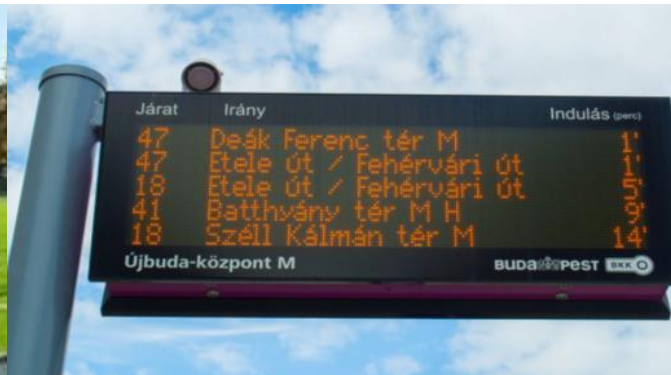 Járat Irány Indulás (perc)
47 Deák Ferenc tér M 1'
47 Etele út / Fehérvári út 1'
18 Etele út / Fehérvári út 5'
41 Batthyány tér M H 9'
18 Széll Kálmán tér M 14'
Újbuda-központ M BUDAPEST BKK